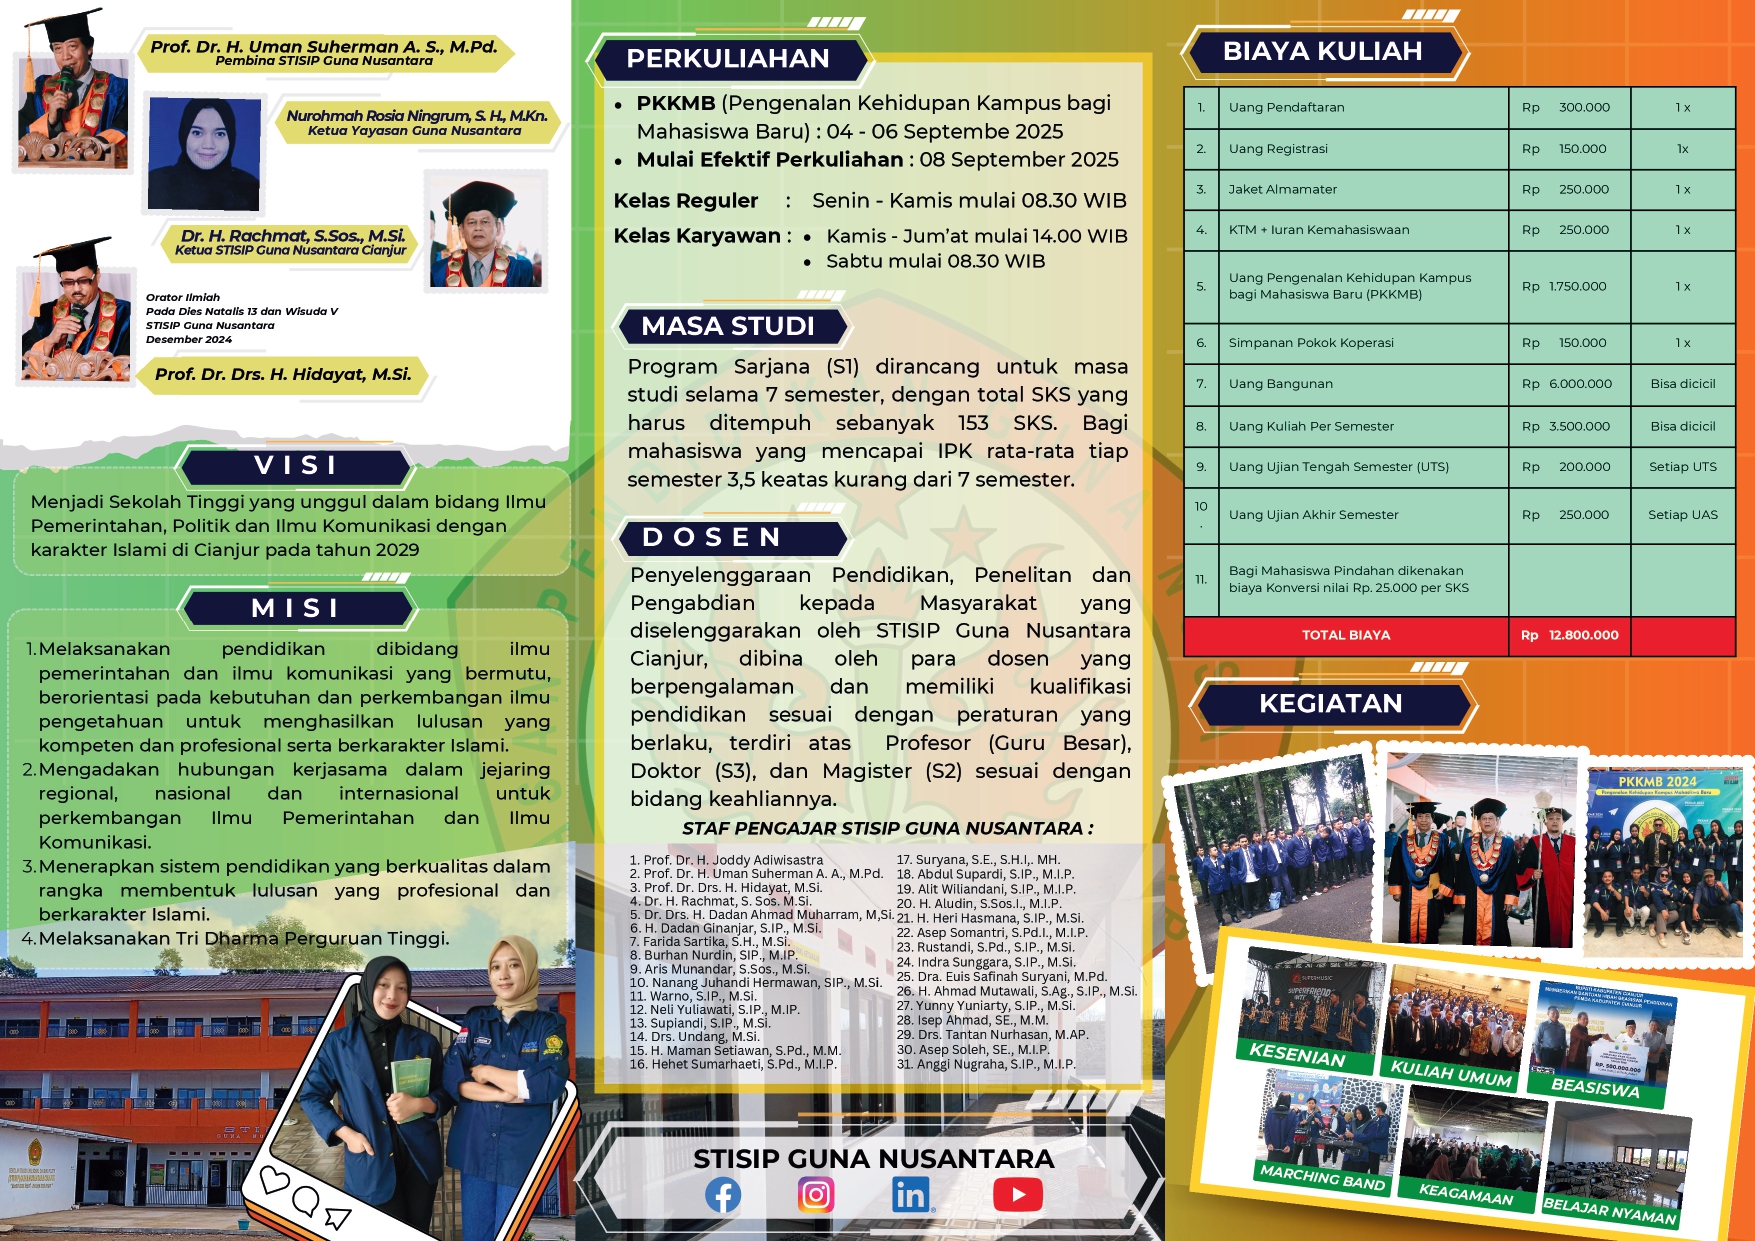 Prof. Dr. H. Uman Suherman A. S., M.Pd.
Pembina STISIP Guna Nusantara
Nurohmah Rosia Ningrum, S. H., M.Kn.
Ketua Yayasan Guna Nusantara
Dr. H. Rachmat, S.Sos., M.Si.
Ketua STISIP Guna Nusantara Cianjur
Orator Ilmiah
Pada Dies Natalis 13 dan Wisuda V
STISIP Guna Nusantara
Desember 2024
Prof. Dr. Drs. H. Hidayat, M.Si.
VISI
Menjadi Sekolah Tinggi yang unggul dalam bidang Ilmu
Pemerintahan, Politik dan Ilmu Komunikasi dengan
karakter Islami di Cianjur pada tahun 2029
MISI
1. Melaksanakan pendidikan dibidang ilmu
pemerintahan dan ilmu komunikasi yang bermutu,
berorientasi pada kebutuhan dan perkembangan ilmu
pengetahuan untuk menghasilkan lulusan yang
kompeten dan profesional serta berkarakter Islami.
2. Mengadakan hubungan kerjasama dalam jejaring
regional, nasional dan internasional untuk
perkembangan Ilmu Pemerintahan dan Ilmu
Komunikasi.
3. Menerapkan sistem pendidikan yang berkualitas dalam
rangka membentuk lulusan yang profesional dan
berkarakter Islami.
4. Melaksanakan Tri Dharma Perguruan Tinggi.
PERKULIAHAN
• PKKMB (Pengenalan Kehidupan Kampus bagi
Mahasiswa Baru) : 04 - 06 Septembe 2025
• Mulai Efektif Perkuliahan : 08 September 2025
Kelas Reguler : Senin - Kamis mulai 08.30 WIB
Kelas Karyawan : • Kamis - Jum'at mulai 14.00 WIB
• Sabtu mulai 08.30 WIB
MASA STUDI
Program Sarjana (S1) dirancang untuk masa
studi selama 7 semester, dengan total SKS yang
harus ditempuh sebanyak 153 SKS. Bagi
mahasiswa yang mencapai IPK rata-rata tiap
semester 3,5 keatas kurang dari 7 semester.
DOSEN
Penyelenggaraan Pendidikan, Penelitan dan
Pengabdian kepada Masyarakat yang
diselenggarakan oleh STISIP Guna Nusantara
Cianjur, dibina oleh para dosen yang
berpengalaman dan memiliki kualifikasi
pendidikan sesuai dengan peraturan yang
berlaku, terdiri atas Profesor (Guru Besar),
Doktor (S3), dan Magister (S2) sesuai dengan
bidang keahliannya.
STAF PENGAJAR STISIP GUNA NUSANTARA :
1. Prof. Dr. H. Joddy Adiwisastra
2. Prof. Dr. H. Uman Suherman A. A., M.Pd.
3. Prof. Dr. Drs. H. Hidayat, M.Si.
4. Dr. H. Rachmat, S. Sos. M.Si.
5. Dr. Drs. H. Dadan Ahmad Muharram, M,Si.
6. H. Dadan Ginanjar, S.IP., M.Si.
7. Farida Sartika, S.H., M.Si.
8. Burhan Nurdin, SIP., M.IP.
9. Aris Munandar, S.Sos., M.Si.
10. Nanang Juhandi Hermawan, SIP., M.Si.
11. Warno, S.IP., M.Si.
12. Neli Yuliawati, S.IP., M.IP.
13. Supiandi, S.IP., M.Si.
14. Drs. Undang, M.Si.
15. H. Maman Setiawan, S.Pd., M.M.
16. Hehet Sumarhaeti, S.Pd., M.I.P.
17. Suryana, S.E., S.H.I,. MH.
18. Abdul Supardi, S.IP., M.I.P.
19. Alit Wiliandani, S.IP., M.I.P.
20. H. Aludin, S.Sos.I., M.I.P.
21. H. Heri Hasmana, S.IP., M.Si.
22. Asep Somantri, S.Pd.I., M.I.P.
23. Rustandi, S.Pd., S.IP., M.Si.
24. Indra Sunggara, S.IP., M.Si.
25. Dra. Euis Safinah Suryani, M.Pd.
26. H. Ahmad Mutawali, S.Ag., S.IP., M.Si.
27. Yunny Yuniarty, S.IP., M.Si.
28. Isep Ahmad, SE., M.M.
29. Drs. Tantan Nurhasan, M.AP.
30. Asep Soleh, SE., M.I.P.
31. Anggi Nugraha, S.IP., M.I.P.
STISIP GUNA NUSANTARA
BIAYA KULIAH
1. Uang Pendaftaran Rp 300.000 1 x
2. Uang Registrasi Rp 150.000 1x
3. Jaket Almamater Rp 250.000 1 x
4. KTM + Iuran Kemahasiswaan Rp 250.000 1 x
5. Uang Pengenalan Kehidupan Kampus
bagi Mahasiswa Baru (PKKMB) Rp 1.750.000 1 x
6. Simpanan Pokok Koperasi Rp 150.000 1 x
7. Uang Bangunan Rp 6.000.000 Bisa dicicil
8. Uang Kuliah Per Semester Rp 3.500.000 Bisa dicicil
9. Uang Ujian Tengah Semester (UTS) Rp 200.000 Setiap UTS
10. Uang Ujian Akhir Semester Rp 250.000 Setiap UAS
11. Bagi Mahasiswa Pindahan dikenakan
biaya Konversi nilai Rp. 25.000 per SKS
TOTAL BIAYA Rp 12.800.000
KEGIATAN
PKKMB 2024
Pengenalan Kehidupan Kampus Mahasiswa Baru
SUPERMUSIC
SUPERFRIEND
KESENIAN
KULIAH UMUM
BEASISWA
MARCHING BAND
KEAGAMAAN
BELAJAR NYAMAN